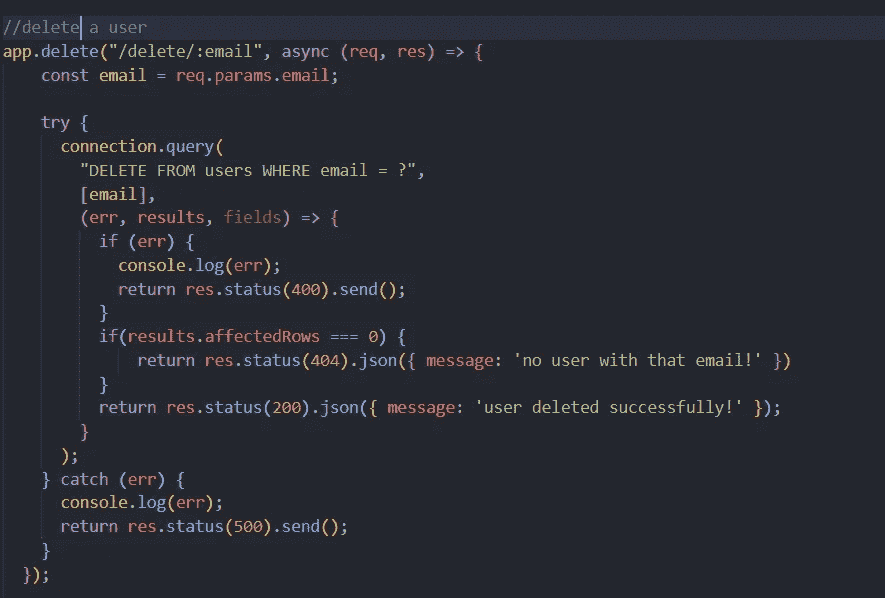 //delete a user
app.delete("/delete/:email", async (req, res) => {
const email = req.params.email;
try {
connection.query(
"DELETE FROM users WHERE email = ?",
[email],
(err, results, fields) => {
if (err) {
console.log(err);
return res.status(400).send();
}
if(results.affectedRows === 0) {
return res.status(404).json({ message: 'no user with that email!' })
}
return res.status(200).json({ message: 'user deleted successfully!' });
}
);
} catch (err) {
console.log(err);
return res.status(500).send();
}
});